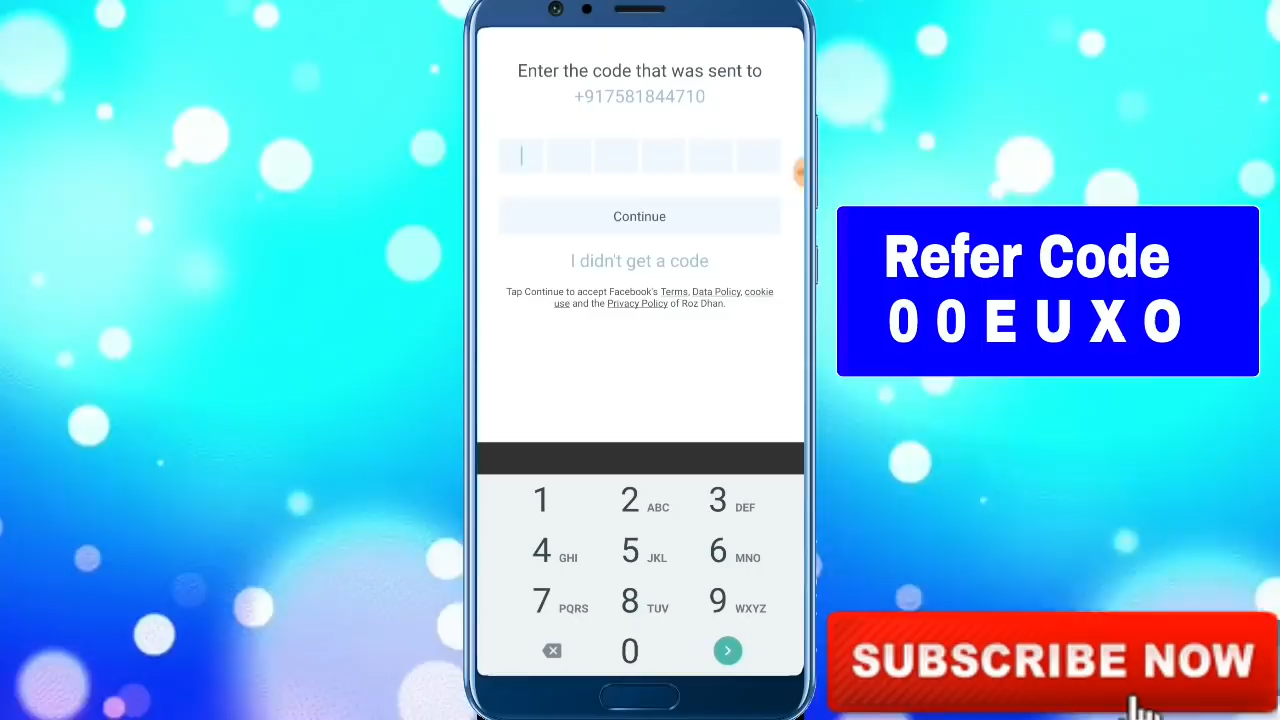 Enter the code that was sent to
+917581844710
Continue
I didn't get a code
Tap Continue to accept Facebook's Terms, Data Policy, cookie
use and the Privacy Policy of Roz Dhan.
Refer Code
0 0 E U X O
1 2 ABC 3 DEF
4 GHI 5 JKL 6 MNO
7 PQRS 8 TUV 9 WXYZ
0
SUBSCRIBE NOW